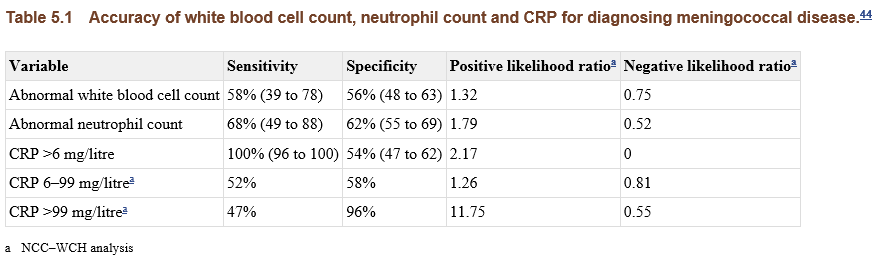 Table 5.1 Accuracy of white blood cell count, neutrophil count and CRP for diagnosing meningococcal disease.44
Variable Sensitivity Specificity Positive likelihood ratioa Negative likelihood ratioa
Abnormal white blood cell count 58% (39 to 78) 56% (48 to 63) 1.32 0.75
Abnormal neutrophil count 68% (49 to 88) 62% (55 to 69) 1.79 0.52
CRP >6 mg/litre 100% (96 to 100) 54% (47 to 62) 2.17 0
CRP 6–99 mg/litrea 52% 58% 1.26 0.81
CRP >99 mg/litrea 47% 96% 11.75 0.55
a NCC–WCH analysis